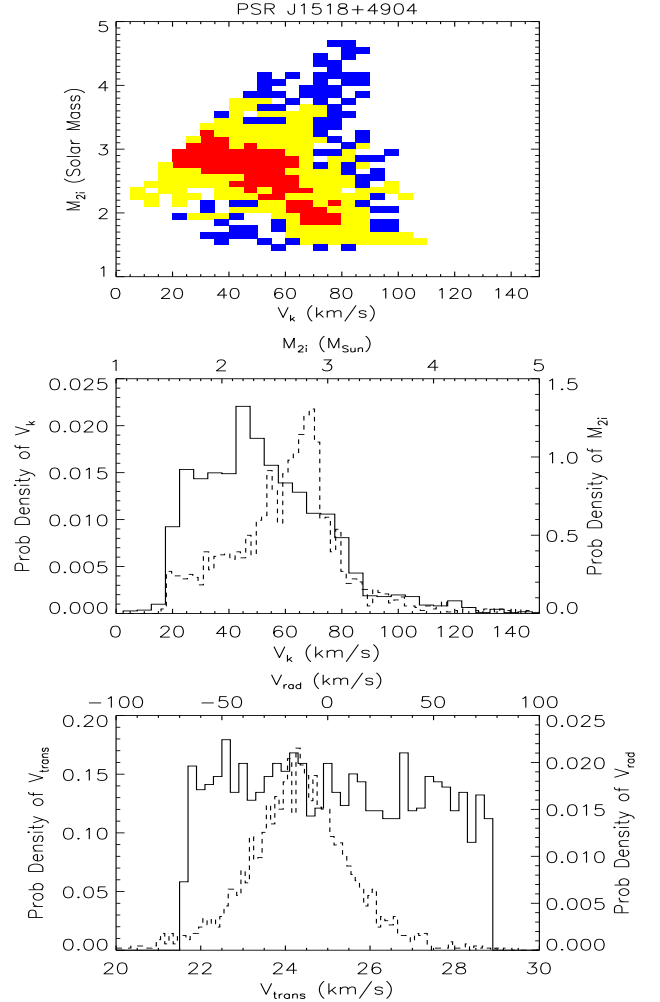 PSR J1518+4904
5
4
3
2
1
M2i (Solar Mass)
0 20 40 60 80 100 120 140
Vk (km/s)
M2i (MSun)
1 2 3 4 5
0.025
0.020
0.015
0.010
0.005
0.000
Prob Density of Vk
1.5
1.0
0.5
0.0
Prob Density of M2i
0 20 40 60 80 100 120 140
Vk (km/s)
Vrad (km/s)
−100 −50 0 50 100
0.20
0.15
0.10
0.05
0.00
Prob Density of Vtrans
0.025
0.020
0.015
0.010
0.005
0.000
Prob Density of Vrad
20 22 24 26 28 30
Vtrans (km/s)